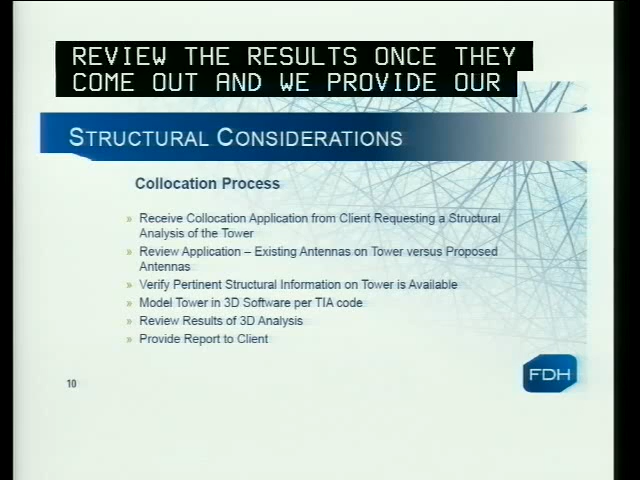 REVIEW THE RESULTS ONCE THEY
COME OUT AND WE PROVIDE OUR
STRUCTURAL CONSIDERATIONS
Collocation Process
» Receive Collocation Application from Client Requesting a Structural
Analysis of the Tower
» Review Application – Existing Antennas on Tower versus Proposed
Antennas
» Verify Pertinent Structural Information on Tower is Available
» Model Tower in 3D Software per TIA code
» Review Results of 3D Analysis
» Provide Report to Client
10
FDH